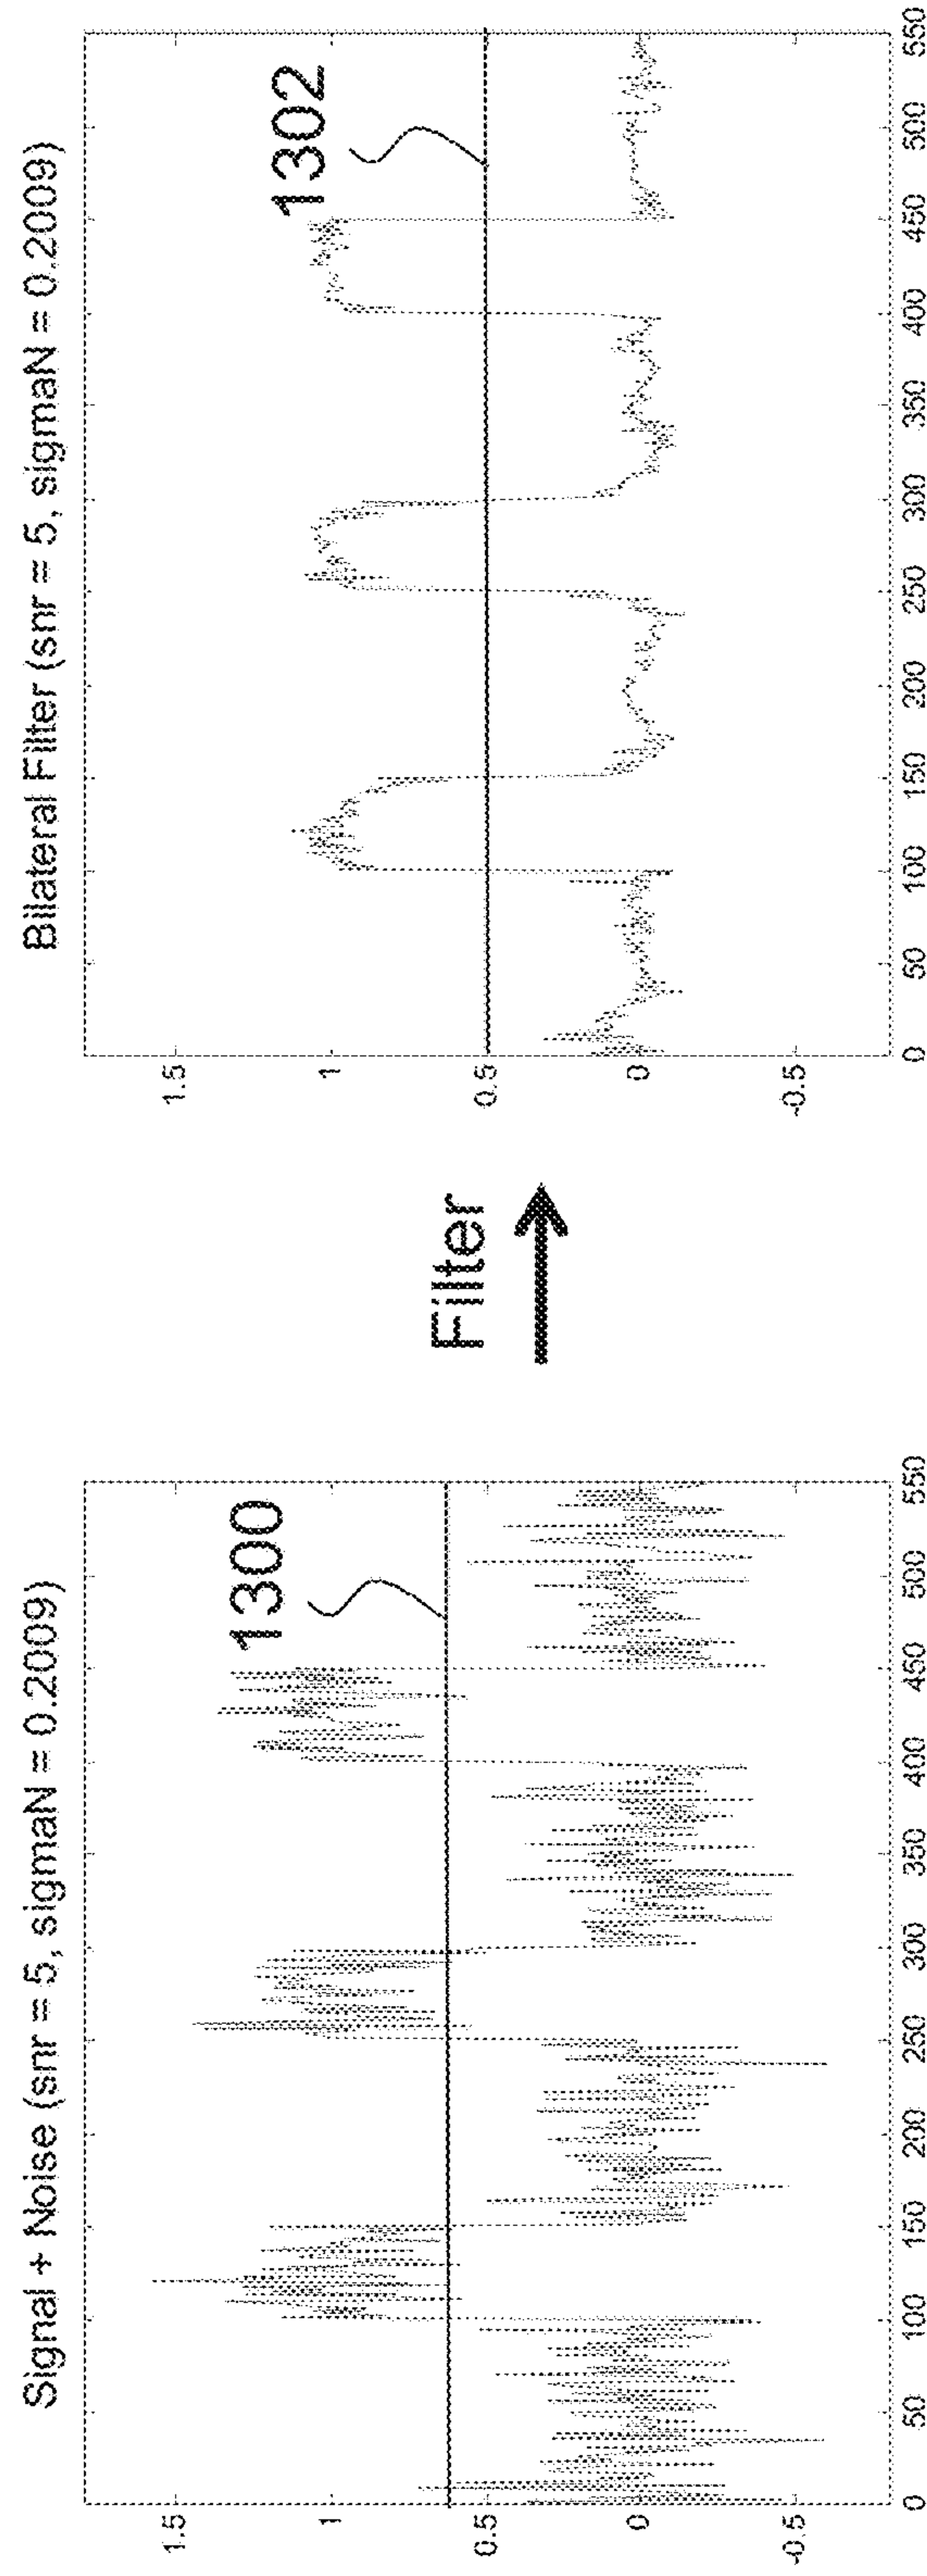 Signal + Noise (snr = 5, sigmaN = 0.2009)
1.5
1
0.5
0
-0.5
0 50 100 150 200 250 300 350 400 450 500 550
1300
Filter
Bilateral Filter (snr = 5, sigmaN = 0.2009)
1.5
1
0.5
0
-0.5
0 50 100 150 200 250 300 350 400 450 500 550
1302